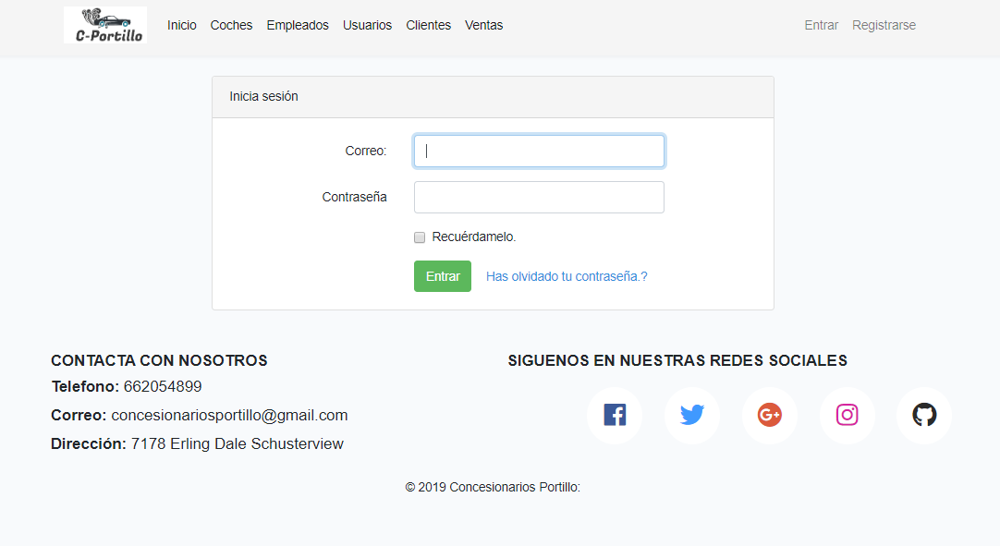 C-Portillo
Inicio Coches Empleados Usuarios Clientes Ventas Entrar Registrarse
Inicia sesión
Correo:
Contraseña
Recuérdamelo.
Entrar Has olvidado tu contraseña.?
CONTACTA CON NOSOTROS
Telefono: 662054899
Correo: concesionariosportillo@gmail.com
Dirección: 7178 Erling Dale Schusterview
SIGUENOS EN NUESTRAS REDES SOCIALES
G+
© 2019 Concesionarios Portillo: